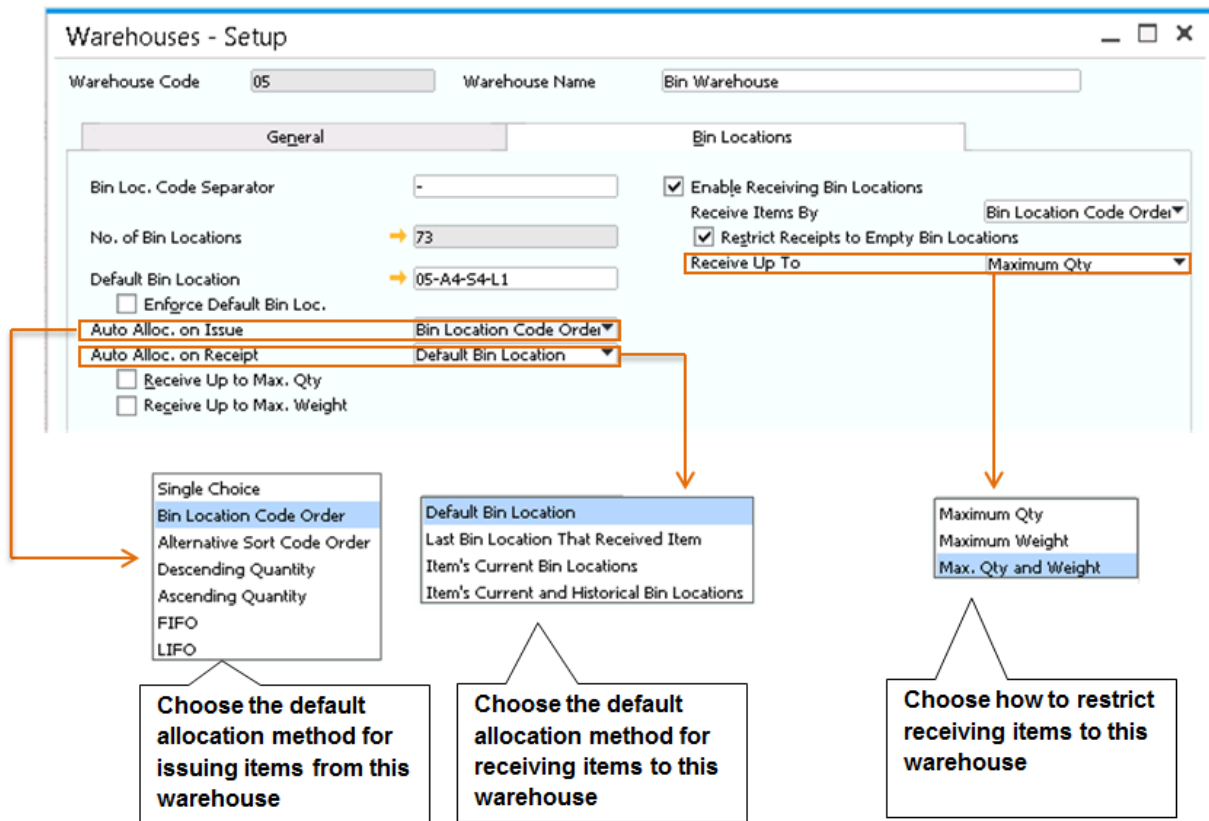 Warehouses - Setup
Warehouse Code 05 Warehouse Name Bin Warehouse
General Bin Locations
Bin Loc. Code Separator -
No. of Bin Locations 73
Default Bin Location 05-A4-S4-L1
Enforce Default Bin Loc.
Auto Alloc. on Issue Bin Location Code Order
Auto Alloc. on Receipt Default Bin Location
Receive Up to Max. Qty
Receive Up to Max. Weight
Enable Receiving Bin Locations
Receive Items By Bin Location Code Order
Restrict Receipts to Empty Bin Locations
Receive Up To Maximum Qty
Single Choice
Bin Location Code Order
Alternative Sort Code Order
Descending Quantity
Ascending Quantity
FIFO
LIFO
Default Bin Location
Last Bin Location That Received Item
Item's Current Bin Locations
Item's Current and Historical Bin Locations
Maximum Qty
Maximum Weight
Max. Qty and Weight
Choose the default
allocation method for
issuing items from this
warehouse
Choose the default
allocation method for
receiving items to this
warehouse
Choose how to restrict
receiving items to this
warehouse